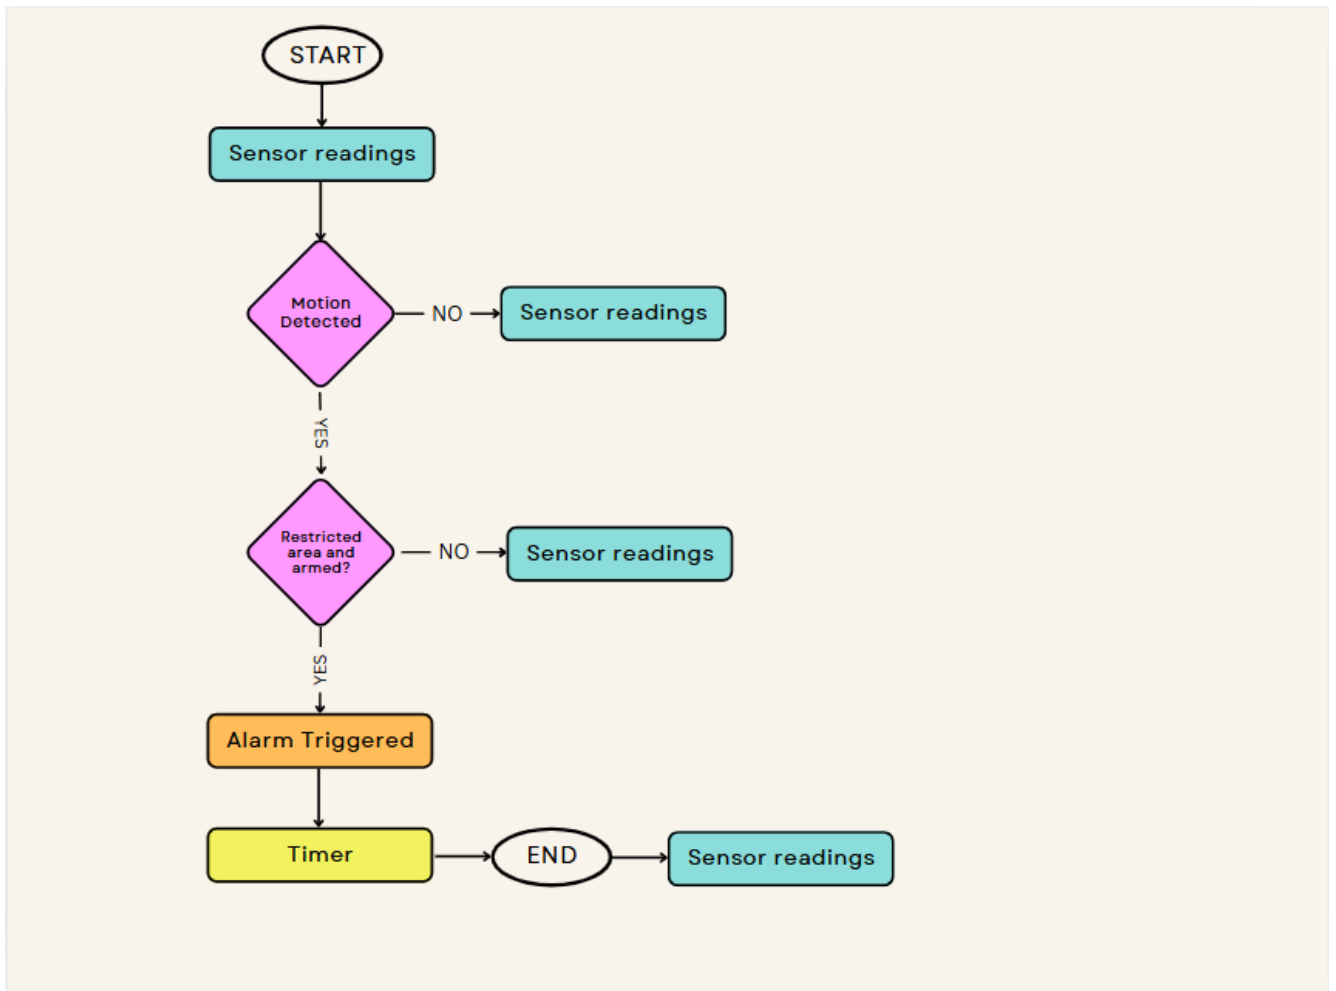 START
Sensor readings
Motion
Detected
NO
Sensor readings
YES
Restricted
area and
armed?
NO
Sensor readings
YES
Alarm Triggered
Timer
END
Sensor readings